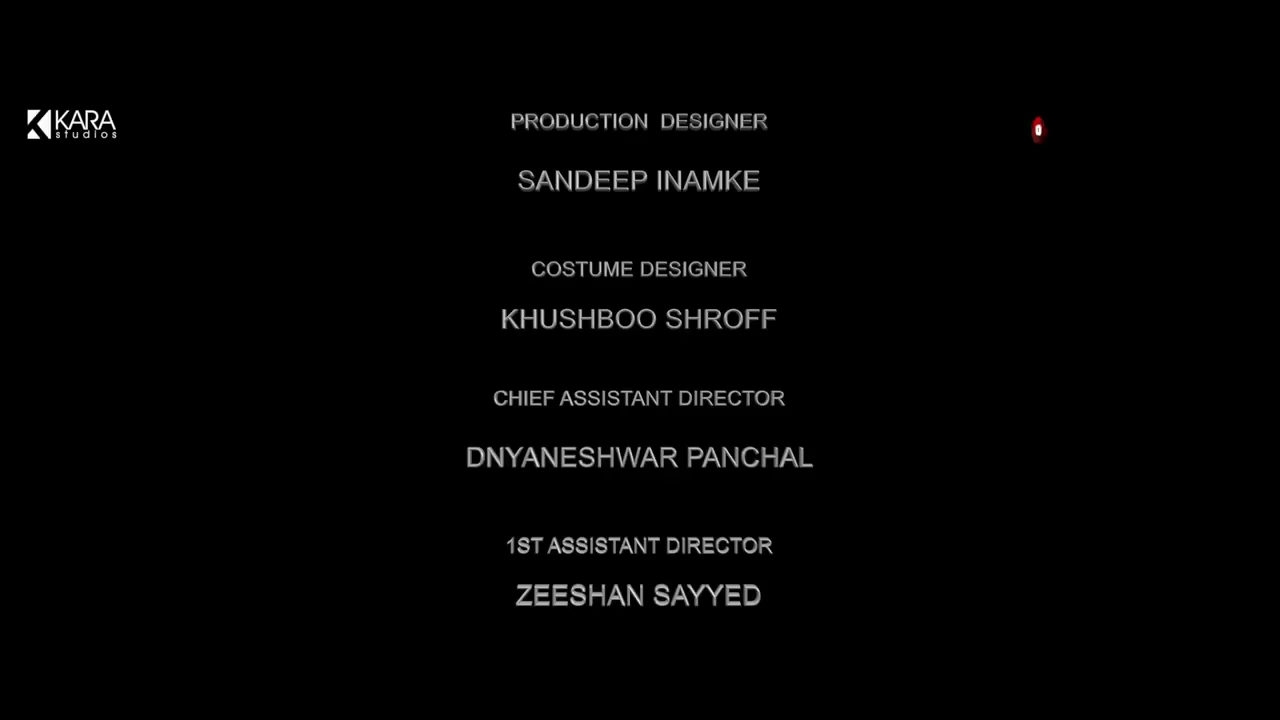 KARA
studios
PRODUCTION DESIGNER
SANDEEP INAMKE
COSTUME DESIGNER
KHUSHBOO SHROFF
CHIEF ASSISTANT DIRECTOR
DNYANESHWAR PANCHAL
1ST ASSISTANT DIRECTOR
ZEESHAN SAYYED